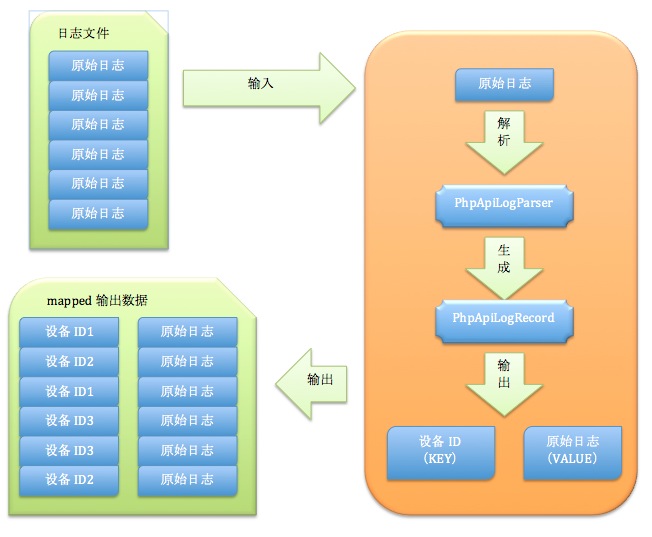 日志文件
原始日志
原始日志
原始日志
原始日志
原始日志
原始日志
输入
原始日志
解
析
PhpApiLogParser
生
成
PhpApiLogRecord
输
出
设备 ID
（KEY）
原始日志
（VALUE）
输出
mapped 输出数据
设备 ID1 原始日志
设备 ID2 原始日志
设备 ID1 原始日志
设备 ID3 原始日志
设备 ID3 原始日志
设备 ID2 原始日志